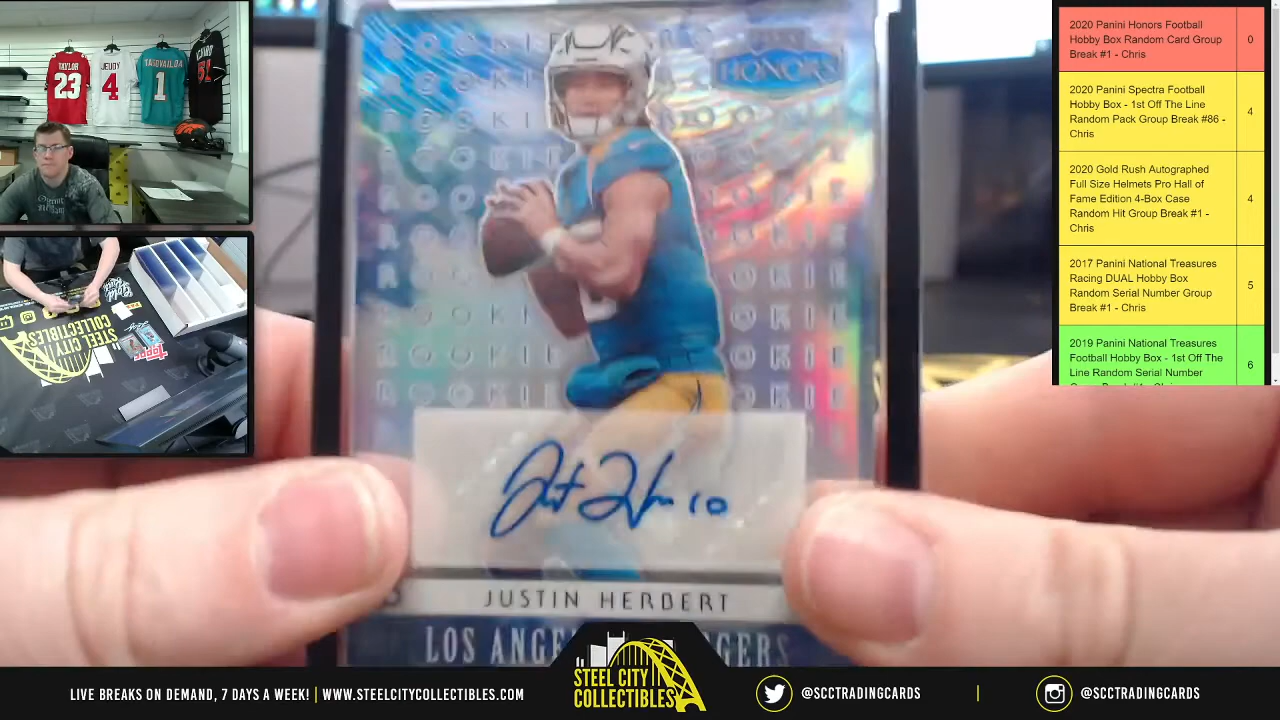 TAYLOR
23
JEUDY
4
TAGOVAILOA
1
51
STEEL CITY
COLLECTIBLES
Topps
ROOKIE
HONORS
10
JUSTIN HERBERT
LOS ANGE GERS
2020 Panini Honors Football
Hobby Box Random Card Group
Break #1 - Chris
0
2020 Panini Spectra Football
Hobby Box - 1st Off The Line
Random Pack Group Break #86 -
Chris
4
2020 Gold Rush Autographed
Full Size Helmets Pro Hall of
Fame Edition 4-Box Case
Random Hit Group Break #1 -
Chris
4
2017 Panini National Treasures
Racing DUAL Hobby Box
Random Serial Number Group
Break #1 - Chris
5
2019 Panini National Treasures
Football Hobby Box - 1st Off The
Line Random Serial Number
6
LIVE BREAKS ON DEMAND, 7 DAYS A WEEK! | WWW.STEELCITYCOLLECTIBLES.COM
STEEL CITY
COLLECTIBLES
@SCCTRADINGCARDS
@SCCTRADINGCARDS